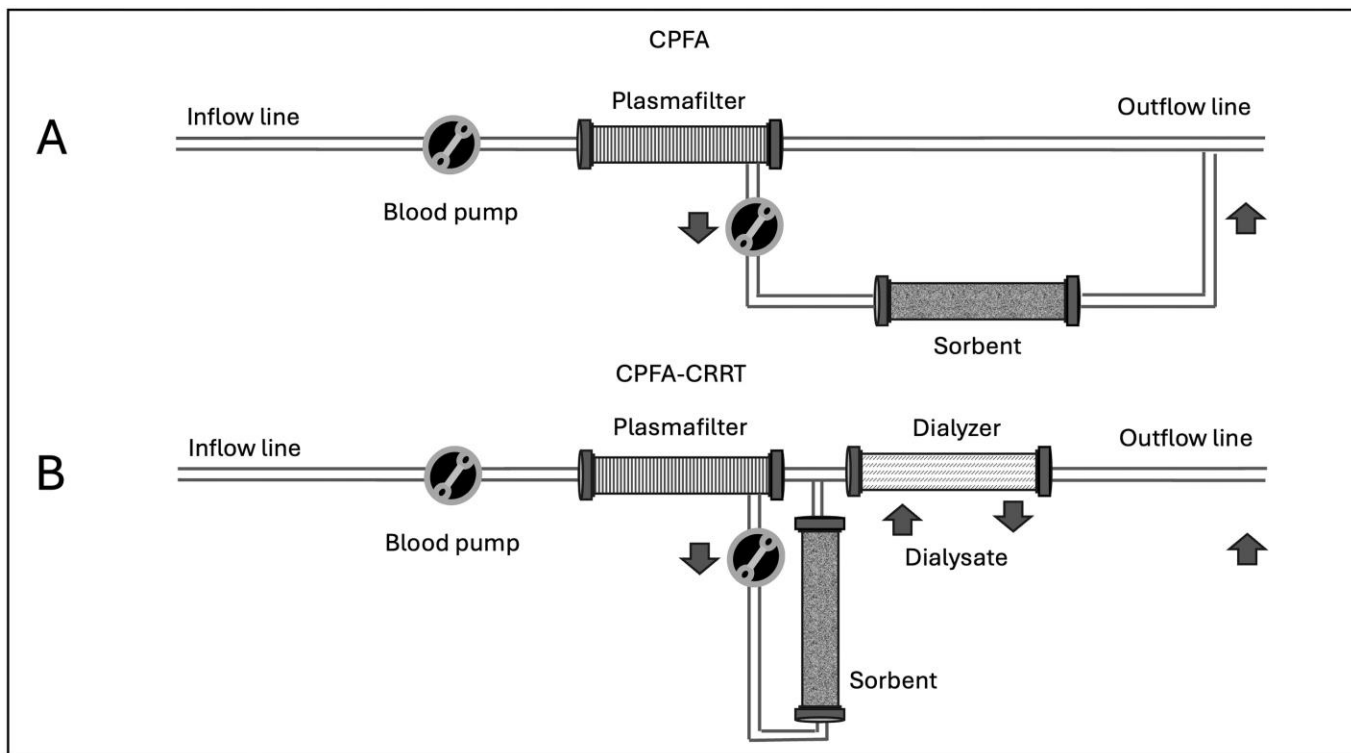 CPFA
A
Inflow line
Plasmafilter
Outflow line
Blood pump
Sorbent
CPFA-CRRT
B
Inflow line
Plasmafilter
Dialyzer
Outflow line
Blood pump
Dialysate
Sorbent